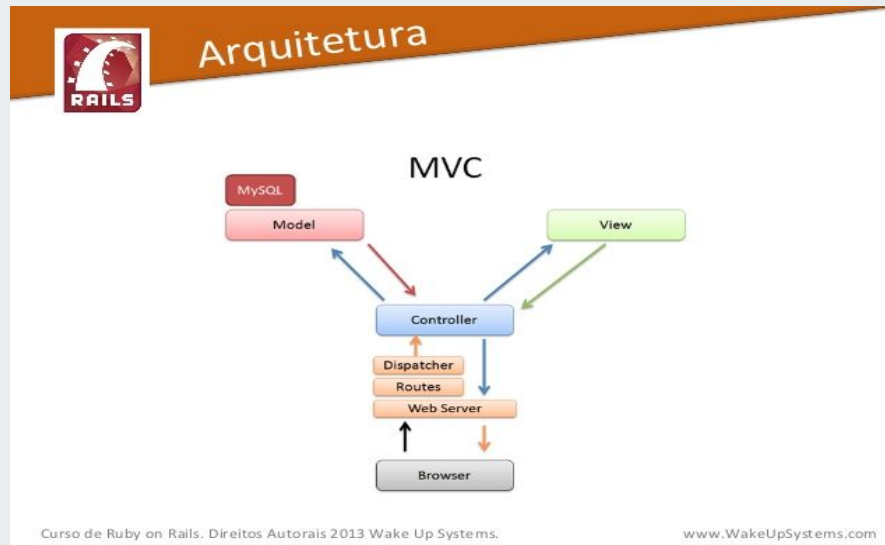 Arquitetura
RAILS
MVC
MySQL
Model
View
Controller
Dispatcher
Routes
Web Server
Browser
Curso de Ruby on Rails. Direitos Autorais 2013 Wake Up Systems.
www.WakeUpSystems.com